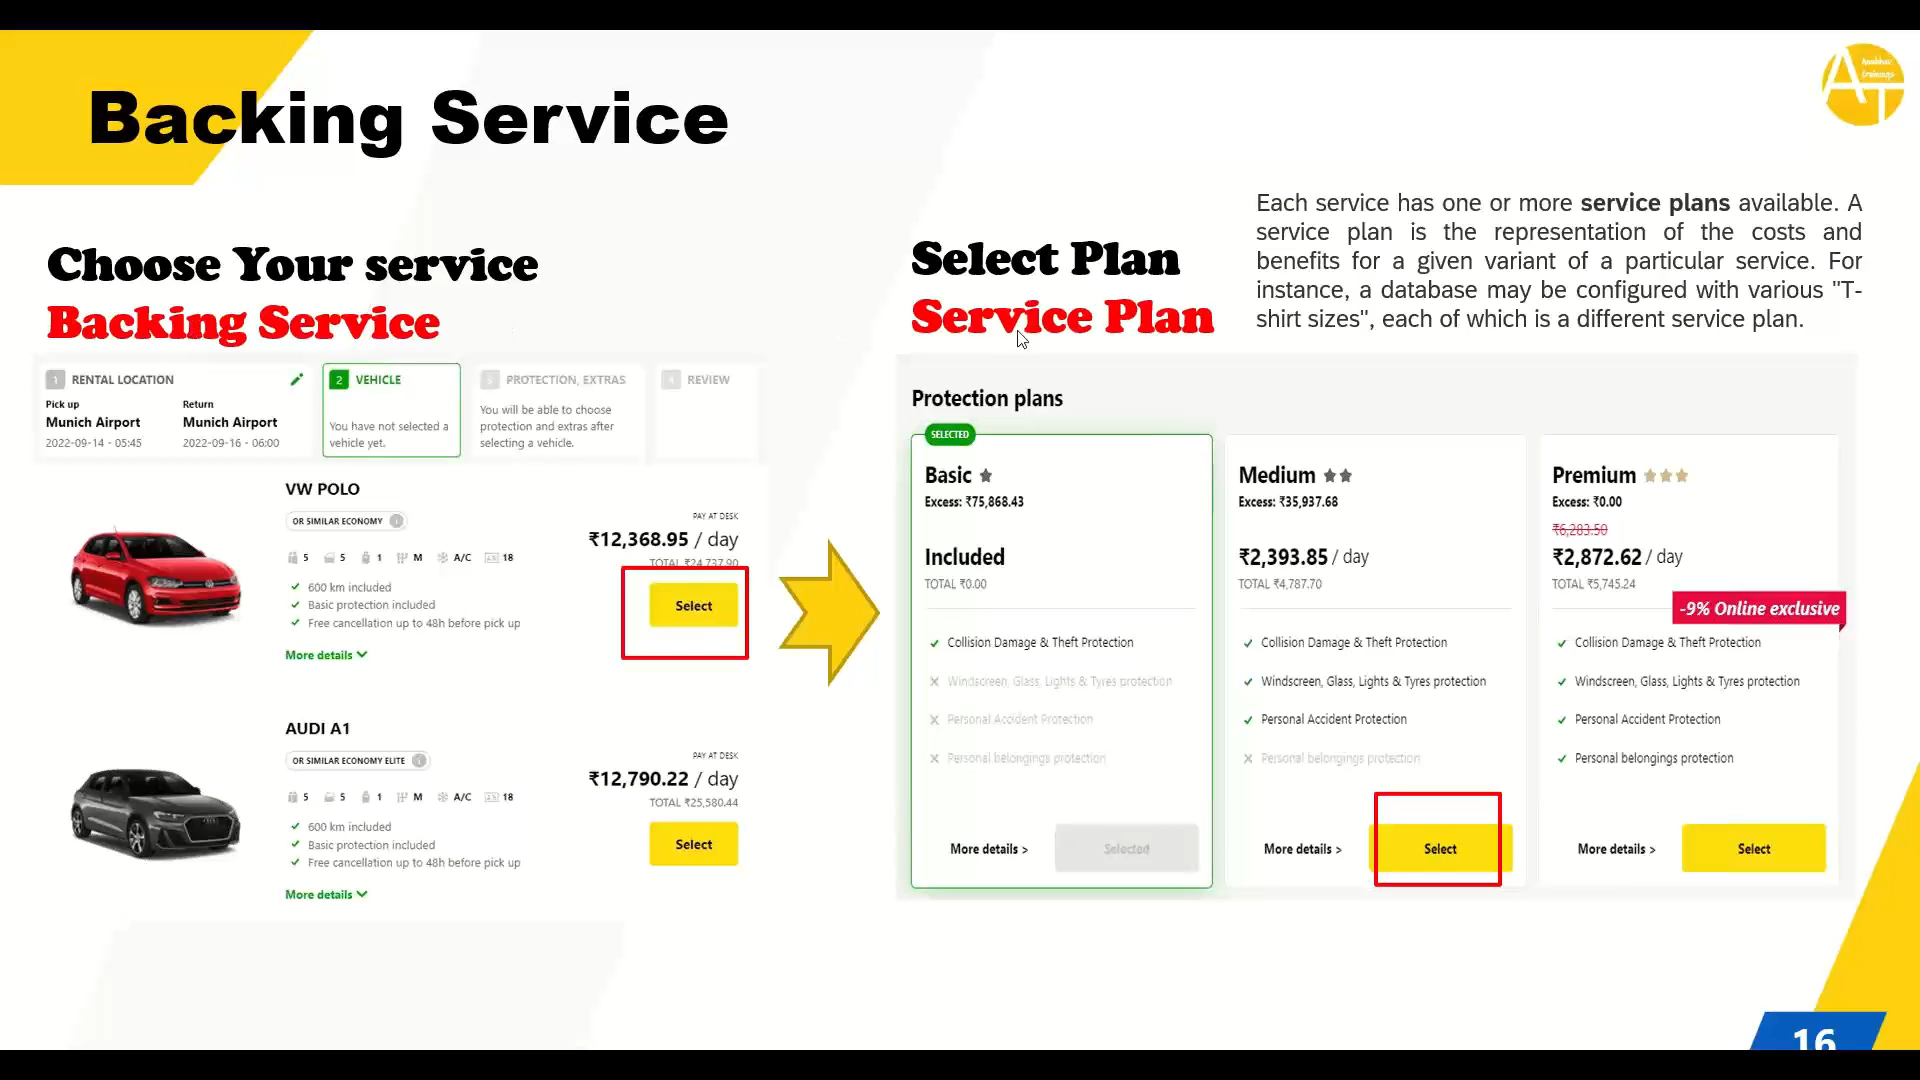 Backing Service
Anubhav
trainings
AT
Choose Your service
Backing Service
Select Plan
Service Plan
Each service has one or more service plans available. A
service plan is the representation of the costs and
benefits for a given variant of a particular service. For
instance, a database may be configured with various "T-
shirt sizes", each of which is a different service plan.
1 RENTAL LOCATION
Pick up Return
Munich Airport Munich Airport
2022-09-14 - 05:45 2022-09-16 - 06:00
2 VEHICLE
You have not selected a
vehicle yet.
3 PROTECTION, EXTRAS
You will be able to choose
protection and extras after
selecting a vehicle.
4 REVIEW
VW POLO
OR SIMILAR ECONOMY i
5 5 1 M A/C 18
600 km included
Basic protection included
Free cancellation up to 48h before pick up
More details
PAY AT DESK
₹12,368.95 / day
TOTAL ₹24,737.90
Select
AUDI A1
OR SIMILAR ECONOMY ELITE i
5 5 1 M A/C 18
600 km included
Basic protection included
Free cancellation up to 48h before pick up
More details
PAY AT DESK
₹12,790.22 / day
TOTAL ₹25,580.44
Select
Protection plans
SELECTED
Basic
Excess: ₹75,868.43
Included
TOTAL ₹0.00
Collision Damage & Theft Protection
Windscreen, Glass, Lights & Tyres protection
Personal Accident Protection
Personal belongings protection
More details >
Selected
Medium
Excess: ₹35,937.68
₹2,393.85 / day
TOTAL ₹4,787.70
Collision Damage & Theft Protection
Windscreen, Glass, Lights & Tyres protection
Personal Accident Protection
Personal belongings protection
More details >
Select
Premium
Excess: ₹0.00
₹6,283.50
₹2,872.62 / day
TOTAL ₹5,745.24
-9% Online exclusive
Collision Damage & Theft Protection
Windscreen, Glass, Lights & Tyres protection
Personal Accident Protection
Personal belongings protection
More details >
Select
16